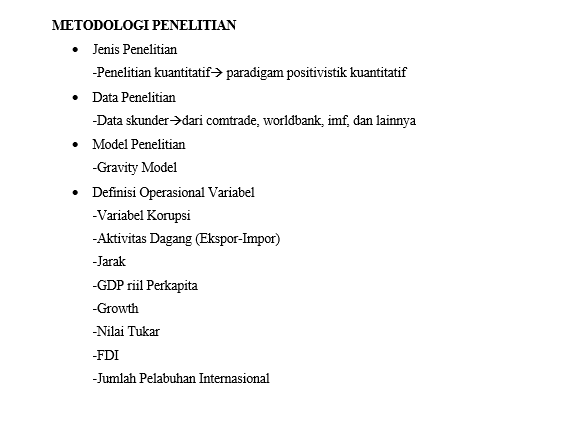 METODOLOGI PENELITIAN
• Jenis Penelitian
-Penelitian kuantitatif→ paradigam positivistik kuantitatif
• Data Penelitian
-Data skunder→dari comtrade, worldbank, imf, dan lainnya
• Model Penelitian
-Gravity Model
• Definisi Operasional Variabel
-Variabel Korupsi
-Aktivitas Dagang (Ekspor-Impor)
-Jarak
-GDP riil Perkapita
-Growth
-Nilai Tukar
-FDI
-Jumlah Pelabuhan Internasional